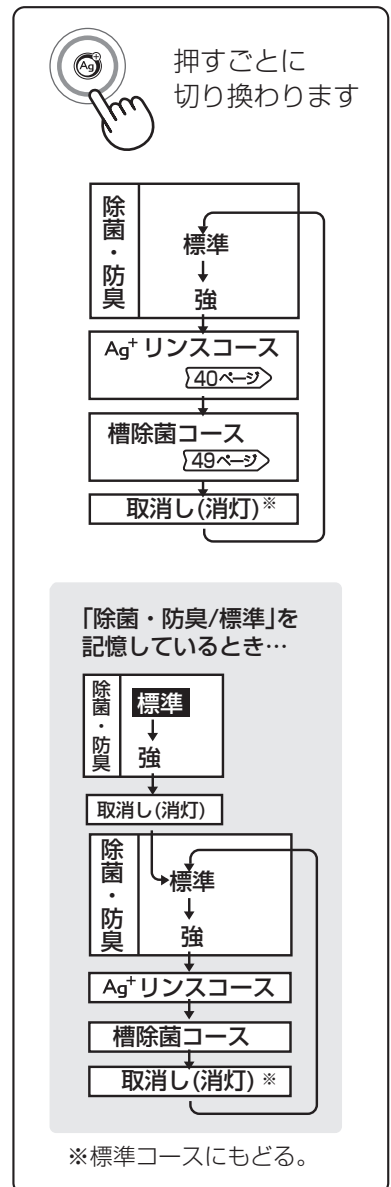 Ag+
押すごとに
切り換わります
除菌・防臭
標準
強
Ag+ リンスコース
40ページ
槽除菌コース
49ページ
取消し(消灯)※
「除菌・防臭/標準」を
記憶しているとき…
除菌・防臭
標準
強
取消し(消灯)
除菌・防臭
標準
強
Ag+ リンスコース
槽除菌コース
取消し(消灯) ※
※標準コースにもどる。